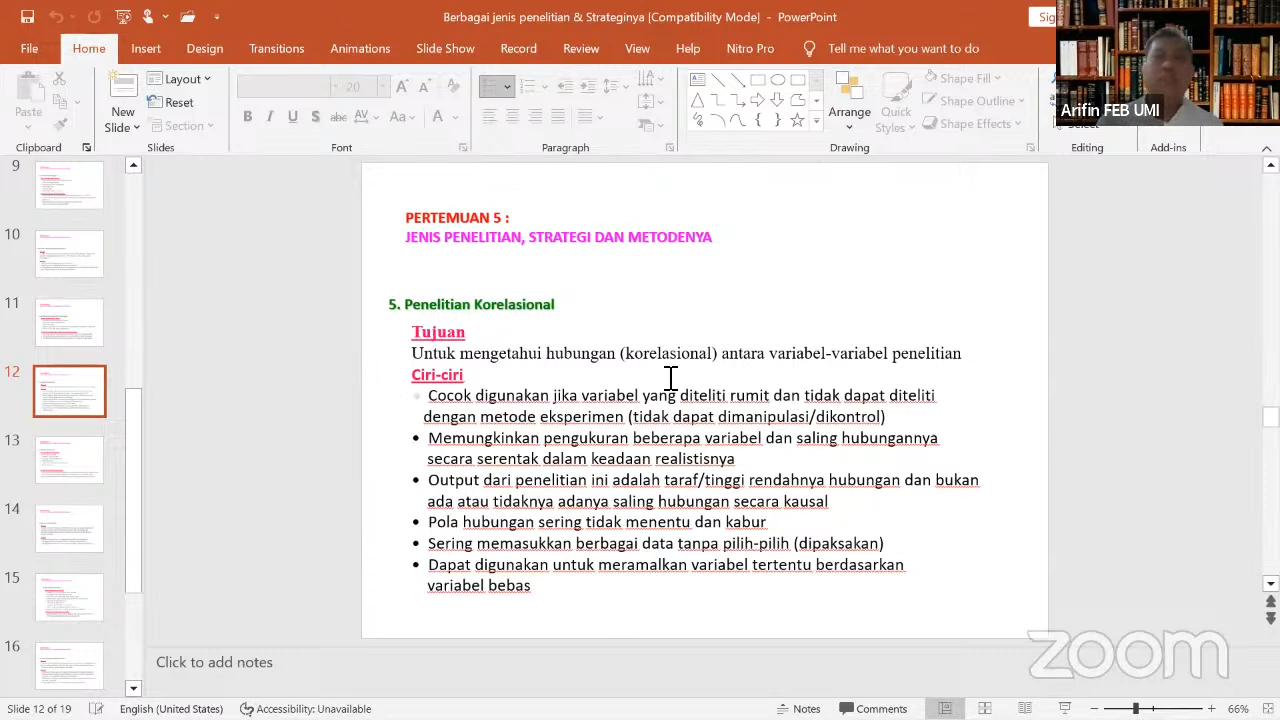 Berbagai jenis penelitian & Strateginya [Compatibility Mode] - PowerPoint
Sig
File Home Insert Design Transitions Animations Slide Show Record Review View Help Nitro Pro Tell me what you want to do
Paste
New
Slide
Layout
Reset
Section
Arrange
Quick
Styles
Shape Fill
Shape Outline
Shape Effects
Select
Arifin FEB UMI
Clipboard Slides Font Paragraph Drawing Editing Add-ins
11
12
13
14
15
16
PERTEMUAN 5 :
JENIS PENELITIAN, STRATEGI DAN METODENYA
5. Penelitian Korelasional
Tujuan
Untuk mengetahui hubungan (korelasional) antara variabel-variabel penelitian
Ciri-ciri
Cocok digunakan jika variabel yang diteliti rumit dan tidak dapat diteliti
dengan metode eksperimen (tidak dapat dimanipulasi/dikontrol)
• Memungkinkan pengukuran beberapa variabel dan saling hubungannya
secara serentak dalam keadaan realistisnya
• Output dari penelitian ini adalah taraf/tinggi rendahnya hubungan dan bukan
ada atau tidaknya adanya saling hubungan secara kausal
• Pola hubungan sering tidak menentu dan kabur
• Sering memasukkan berbagai data tanpa pilih-pilih (dipaksakan)
• Dapat digunakan untuk meramalkan variabel tertentu berdasarkan
variabel bebas
Click to add notes
zoom
Slide 12 of 19 English (United States) Accessibility: Unavailable Notes Comments 66%